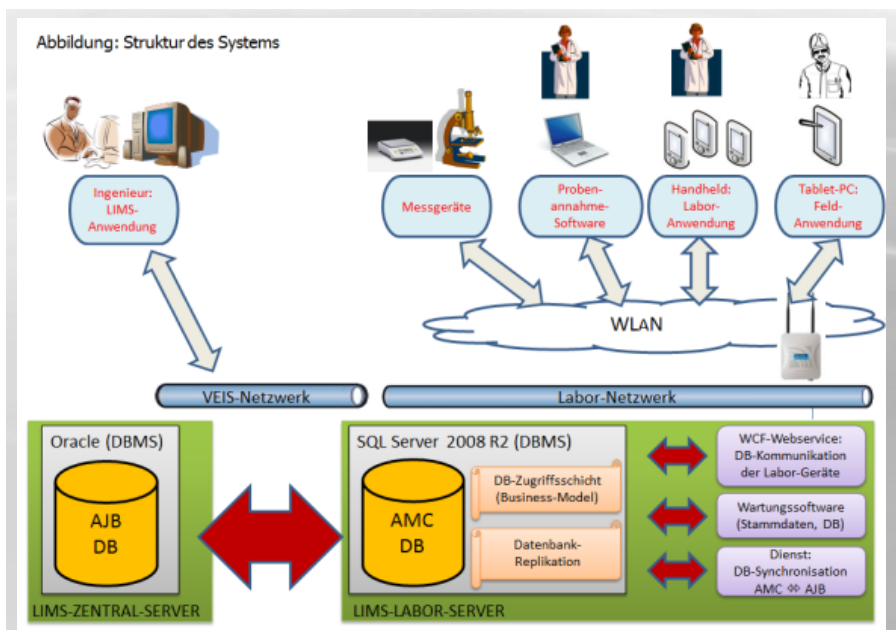 Abbildung: Struktur des Systems
Ingenieur:
LIMS-
Anwendung
Messgeräte
Proben-
annahme-
Software
Handheld:
Labor-
Anwendung
Tablet-PC:
Feld-
Anwendung
WLAN
VEIS-Netzwerk
Labor-Netzwerk
Oracle (DBMS)
AJB
DB
LIMS-ZENTRAL-SERVER
SQL Server 2008 R2 (DBMS)
AMC
DB
DB-Zugriffsschicht
(Business-Model)
Datenbank-
Replikation
LIMS-LABOR-SERVER
WCF-Webservice:
DB-Kommunikation
der Labor-Geräte
Wartungssoftware
(Stammdaten, DB)
Dienst:
DB-Synchronisation
AMC ⇔ AJB